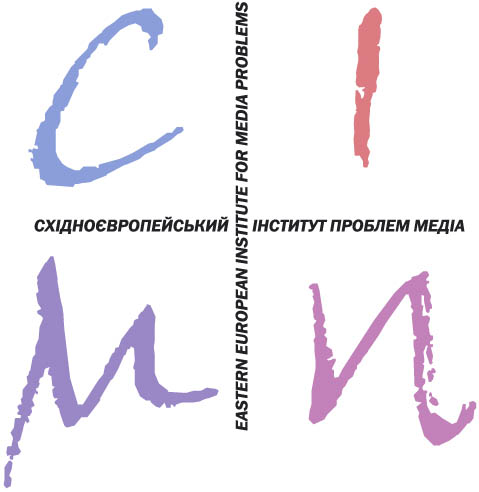 С І
СХІДНОЄВРОПЕЙСЬКИЙ ІНСТИТУТ ПРОБЛЕМ МЕДІА
EASTERN EUROPEAN INSTITUTE FOR MEDIA PROBLEMS
М П